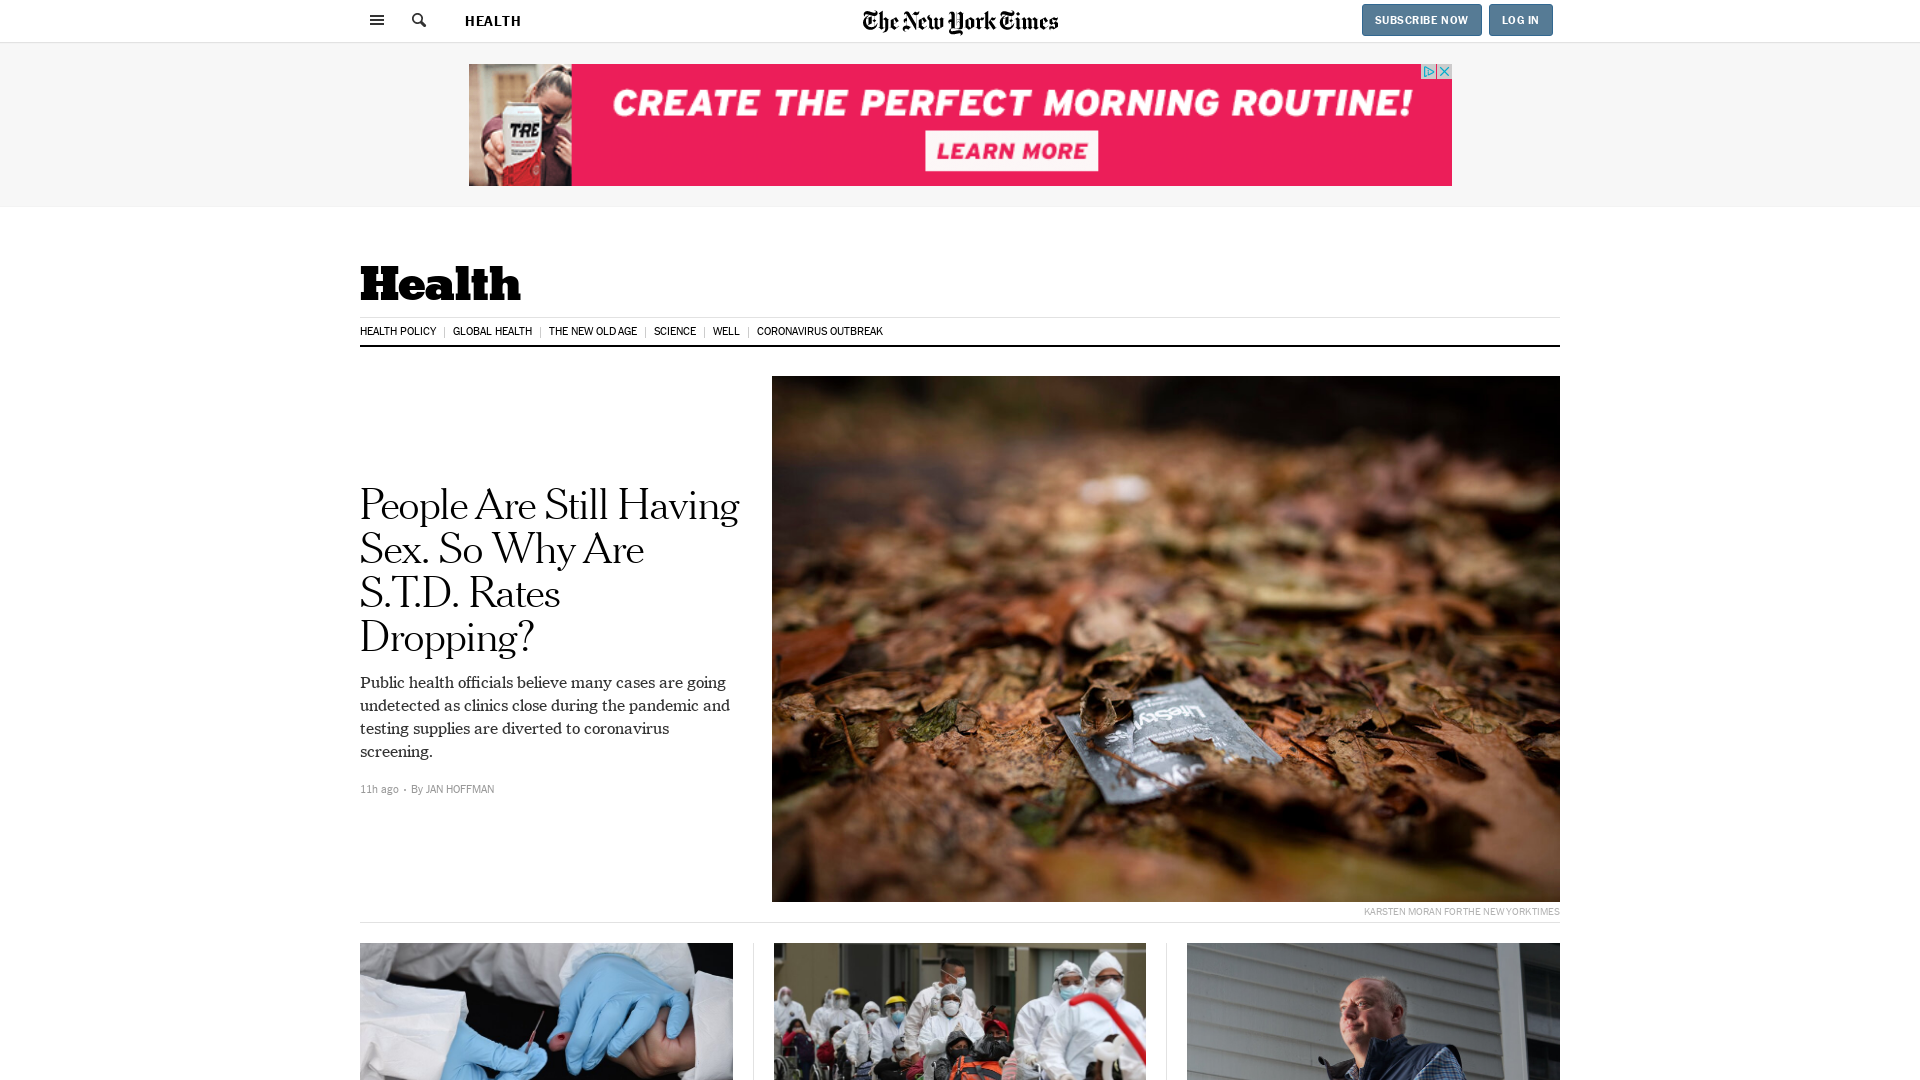 HEALTH
The New York Times
SUBSCRIBE NOW
LOG IN
TRE
CREATE THE PERFECT MORNING ROUTINE!
LEARN MORE
Health
HEALTH POLICY
GLOBAL HEALTH
THE NEW OLD AGE
SCIENCE
WELL
CORONAVIRUS OUTBREAK
People Are Still Having
Sex. So Why Are
S.T.D. Rates
Dropping?
Public health officials believe many cases are going
undetected as clinics close during the pandemic and
testing supplies are diverted to coronavirus
screening.
11h ago • By JAN HOFFMAN
KARSTEN MORAN FOR THE NEW YORK TIMES